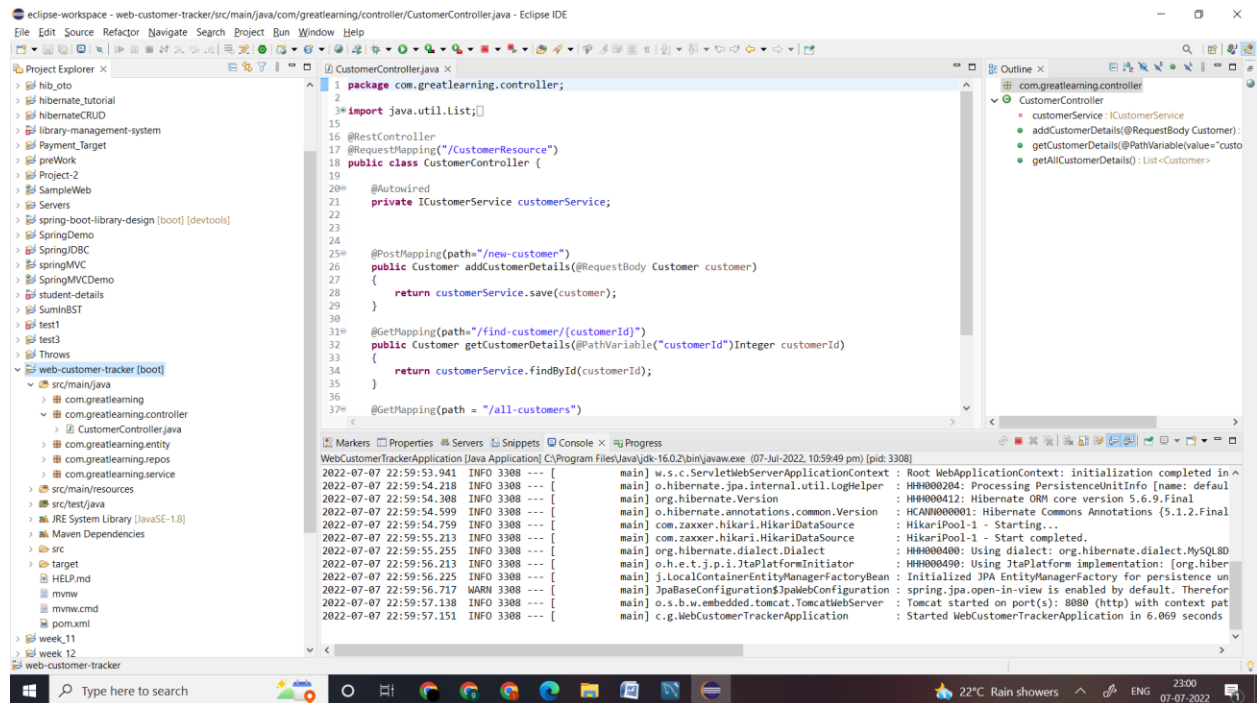 eclipse-workspace - web-customer-tracker/src/main/java/com/greatlearning/controller/CustomerController.java - Eclipse IDE
File Edit Source Refactor Navigate Search Project Run Window Help
Project Explorer
hib_oto
hibernate_tutorial
hibernateCRUD
library-management-system
Payment_Target
preWork
Project-2
SampleWeb
Servers
spring-boot-library-design [boot] [devtools]
SpringDemo
SpringJDBC
springMVC
SpringMVCDemo
student-details
SumInBST
test1
test3
Throws
web-customer-tracker [boot]
src/main/java
com.greatlearning
com.greatlearning.controller
CustomerController.java
com.greatlearning.entity
com.greatlearning.repos
com.greatlearning.service
src/main/resources
src/test/java
JRE System Library [JavaSE-1.8]
Maven Dependencies
src
target
HELP.md
mvnw
mvnw.cmd
pom.xml
week_11
week_12
CustomerController.java
1 package com.greatlearning.controller;
2
3 import java.util.List;
15
16 @RestController
17 @RequestMapping("/CustomerResource")
18 public class CustomerController {
19
20 @Autowired
21 private ICustomerService customerService;
22
23
24
25 @PostMapping(path="/new-customer")
26 public Customer addCustomerDetails(@RequestBody Customer customer)
27 {
28 return customerService.save(customer);
29 }
30
31 @GetMapping(path="/find-customer/{customerId}")
32 public Customer getCustomerDetails(@PathVariable("customerId")Integer customerId)
33 {
34 return customerService.findById(customerId);
35 }
36
37 @GetMapping(path = "/all-customers")
Outline
com.greatlearning.controller
CustomerController
customerService : ICustomerService
addCustomerDetails(@RequestBody Customer) :
getCustomerDetails(@PathVariable(value="custo
getAllCustomerDetails() : List<Customer>
Markers Properties Servers Snippets Console Progress
WebCustomerTrackerApplication [Java Application] C:\Program Files\Java\jdk-16.0.2\bin\javaw.exe (07-Jul-2022, 10:59:49 pm) [pid: 3308]
2022-07-07 22:59:53.941 INFO 3308 --- [ main] w.s.c.ServletWebServerApplicationContext : Root WebApplicationContext: initialization completed in
2022-07-07 22:59:54.218 INFO 3308 --- [ main] o.hibernate.jpa.internal.util.LogHelper : HHH000204: Processing PersistenceUnitInfo [name: defaul
2022-07-07 22:59:54.308 INFO 3308 --- [ main] org.hibernate.Version : HHH000412: Hibernate ORM core version 5.6.9.Final
2022-07-07 22:59:54.599 INFO 3308 --- [ main] o.hibernate.annotations.common.Version : HCANN000001: Hibernate Commons Annotations {5.1.2.Final
2022-07-07 22:59:54.759 INFO 3308 --- [ main] com.zaxxer.hikari.HikariDataSource : HikariPool-1 - Starting...
2022-07-07 22:59:55.213 INFO 3308 --- [ main] com.zaxxer.hikari.HikariDataSource : HikariPool-1 - Start completed.
2022-07-07 22:59:55.255 INFO 3308 --- [ main] org.hibernate.dialect.Dialect : HHH000400: Using dialect: org.hibernate.dialect.MySQL8D
2022-07-07 22:59:56.213 INFO 3308 --- [ main] o.h.e.t.j.p.i.JtaPlatformInitiator : HHH000490: Using JtaPlatform implementation: [org.hiber
2022-07-07 22:59:56.225 INFO 3308 --- [ main] j.LocalContainerEntityManagerFactoryBean : Initialized JPA EntityManagerFactory for persistence un
2022-07-07 22:59:56.717 WARN 3308 --- [ main] JpaBaseConfiguration$JpaWebConfiguration : spring.jpa.open-in-view is enabled by default. Therefor
2022-07-07 22:59:57.138 INFO 3308 --- [ main] o.s.b.w.embedded.tomcat.TomcatWebServer : Tomcat started on port(s): 8080 (http) with context pat
2022-07-07 22:59:57.151 INFO 3308 --- [ main] c.g.WebCustomerTrackerApplication : Started WebCustomerTrackerApplication in 6.069 seconds
web-customer-tracker
Type here to search
22°C Rain showers
ENG
23:00
07-07-2022